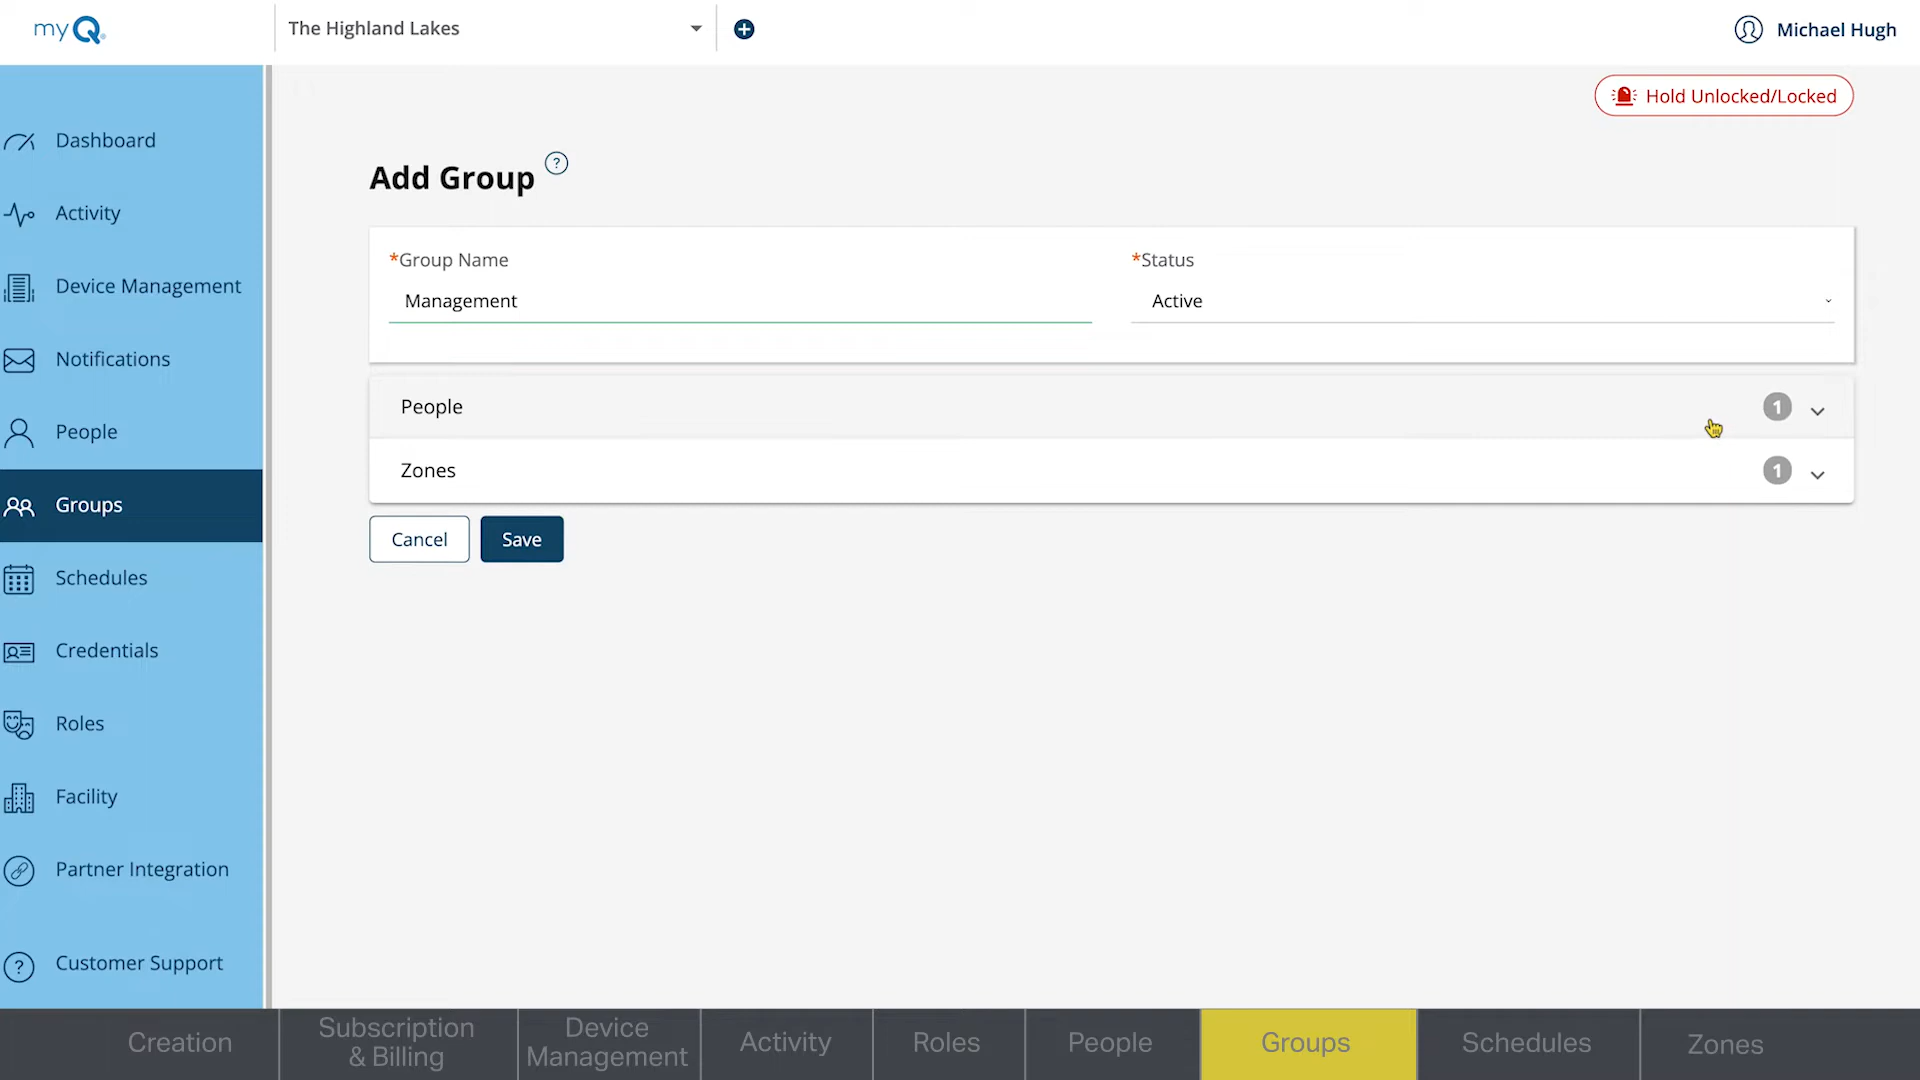 myQ
The Highland Lakes
Michael Hugh
Hold Unlocked/Locked
Dashboard
Activity
Device Management
Notifications
People
Groups
Schedules
Credentials
Roles
Facility
Partner Integration
? Customer Support
Add Group ?
*Group Name
Management
*Status
Active
People 1
Zones 1
Cancel Save
Creation
Subscription
& Billing
Device
Management
Activity
Roles
People
Groups
Schedules
Zones